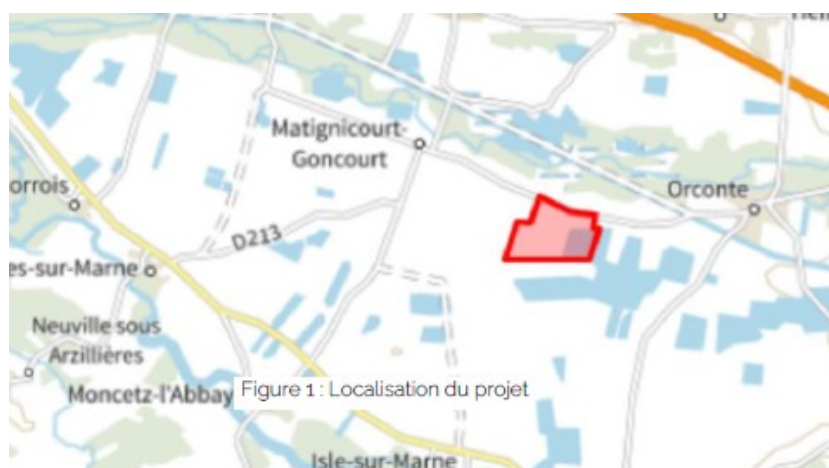 Matignicourt-
Goncourt
Orconte
orrois
D213
es-sur-Marne
Neuville sous
Arzillières
Moncetz-l'Abbay
Figure 1 : Localisation du projet
Isle-sur-Marne